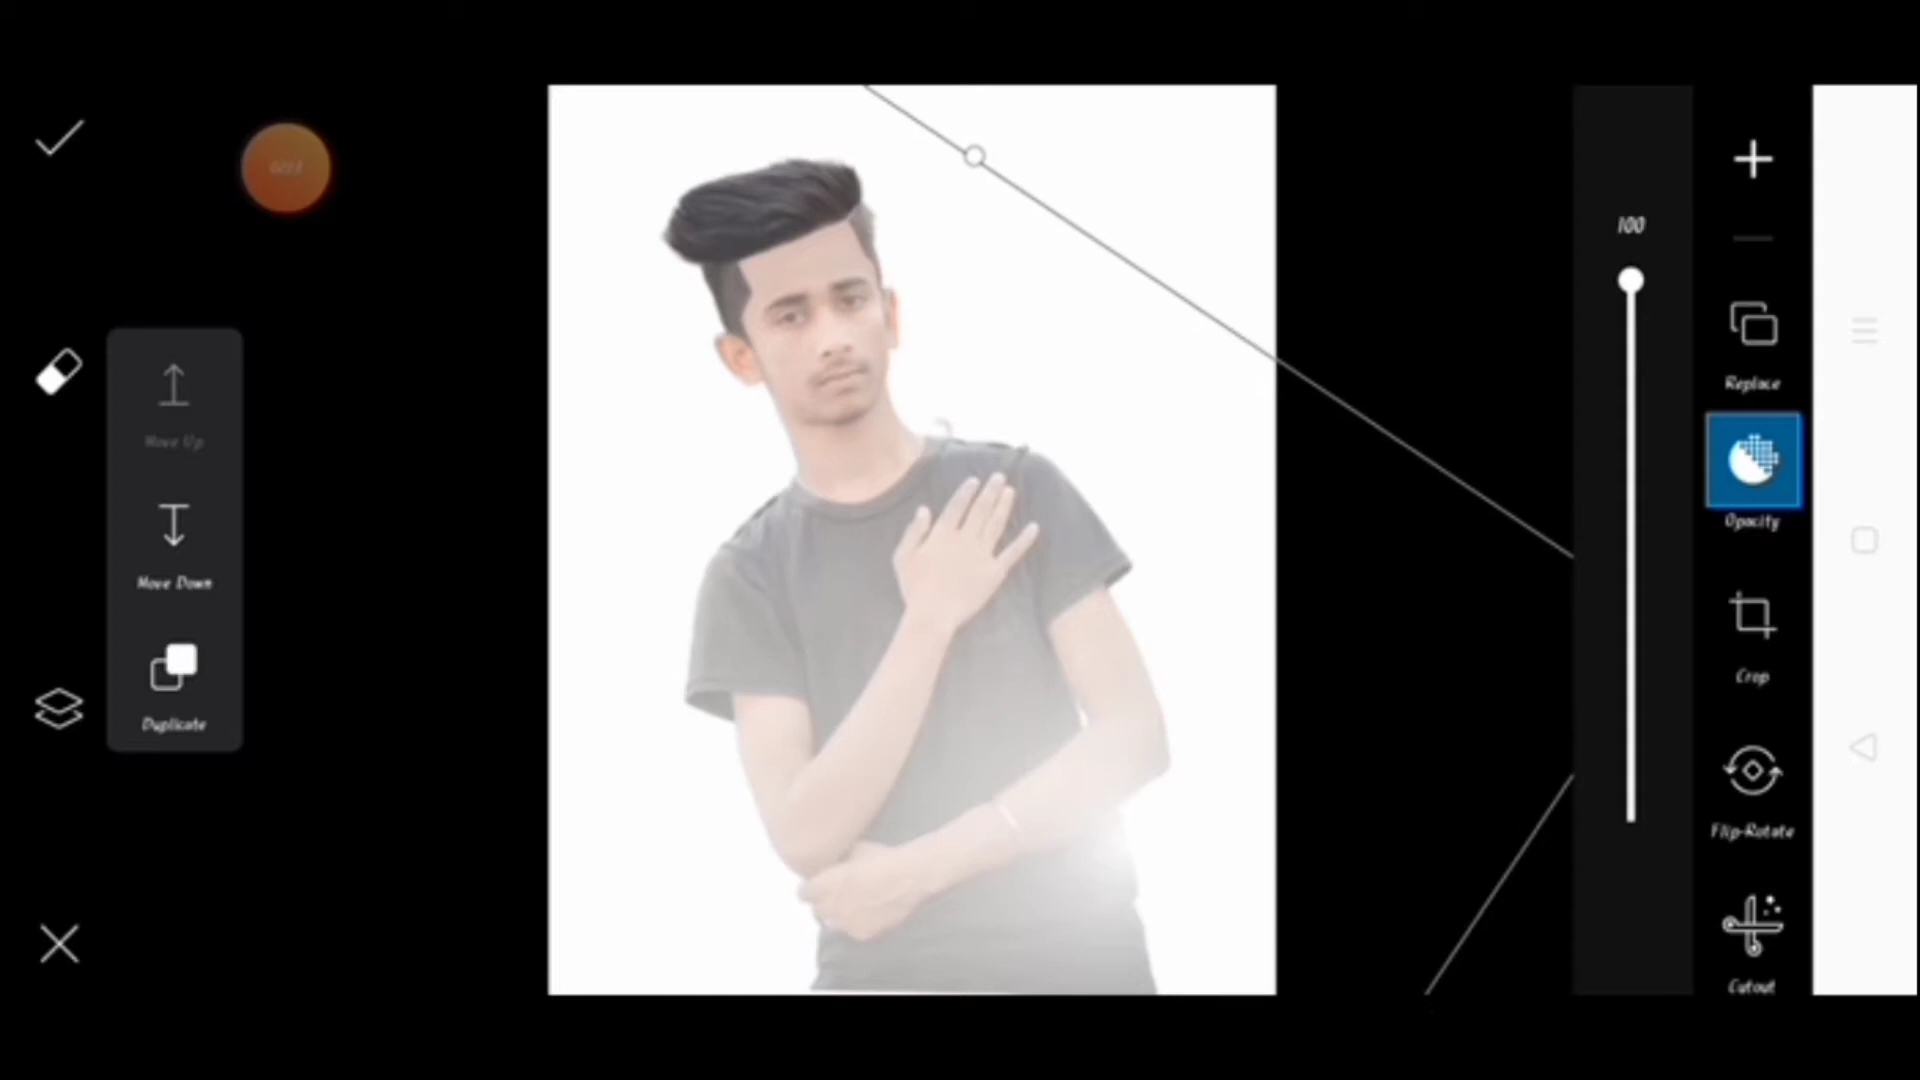 Move Up
Move Down
Duplicate
100
Replace
Opacity
Crop
Flip-Rotate
Cutout